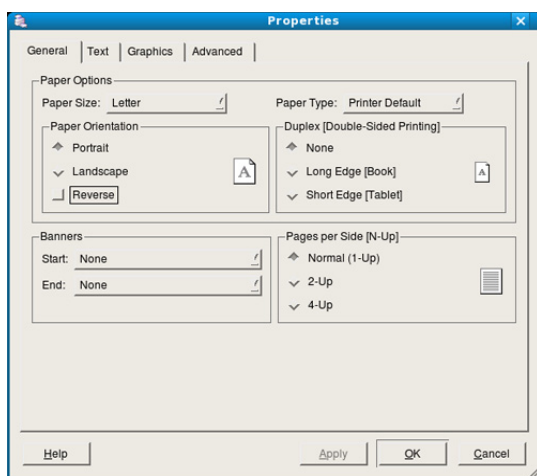 Properties
General Text Graphics Advanced
Paper Options
Paper Size: Letter
Paper Type: Printer Default
Paper Orientation
Portrait
Landscape
Reverse
A
Duplex [Double-Sided Printing]
None
Long Edge [Book]
Short Edge [Tablet]
A
Banners
Start: None
End: None
Pages per Side [N-Up]
Normal (1-Up)
2-Up
4-Up
Help Apply OK Cancel